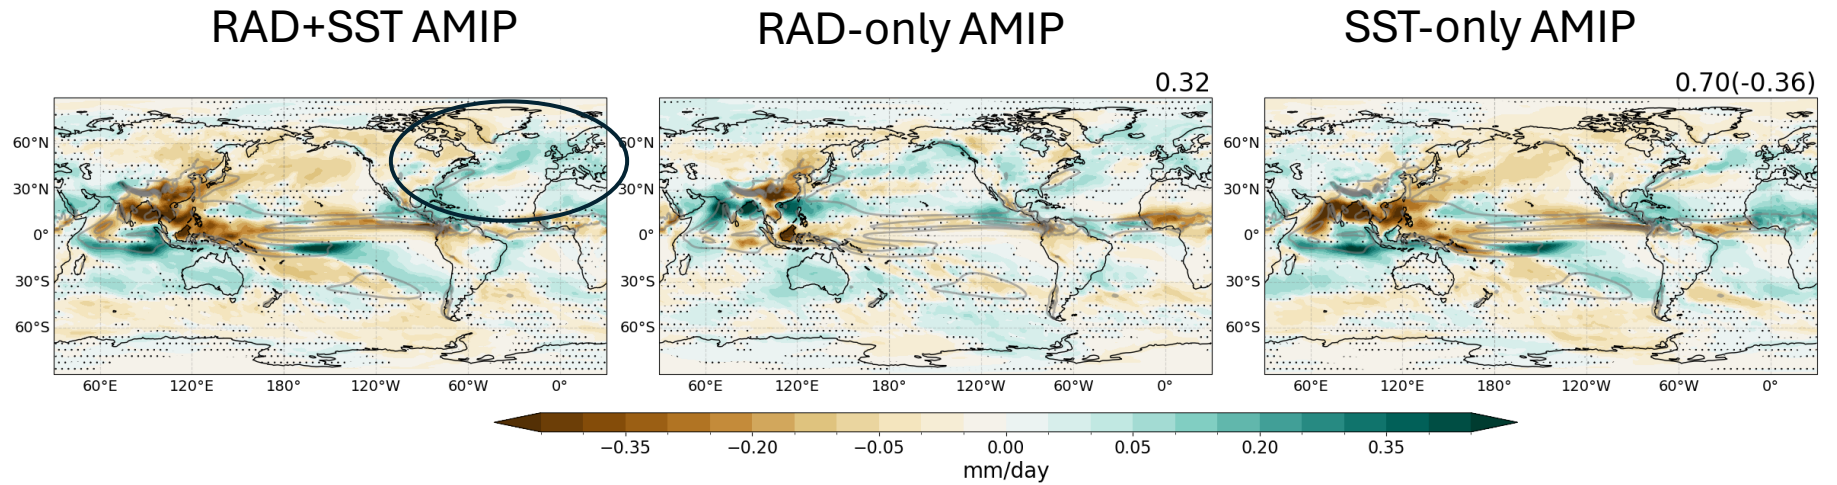 RAD+SST AMIP
RAD-only AMIP
SST-only AMIP
0.32
0.70(-0.36)
60°N
30°N
0°
30°S
60°S
60°E 120°E 180° 120°W 60°W 0°
60°N
30°N
0°
30°S
60°S
60°E 120°E 180° 120°W 60°W 0°
60°N
30°N
0°
30°S
60°S
60°E 120°E 180° 120°W 60°W 0°
−0.35 −0.20 −0.05 0.00 0.05 0.20 0.35
mm/day